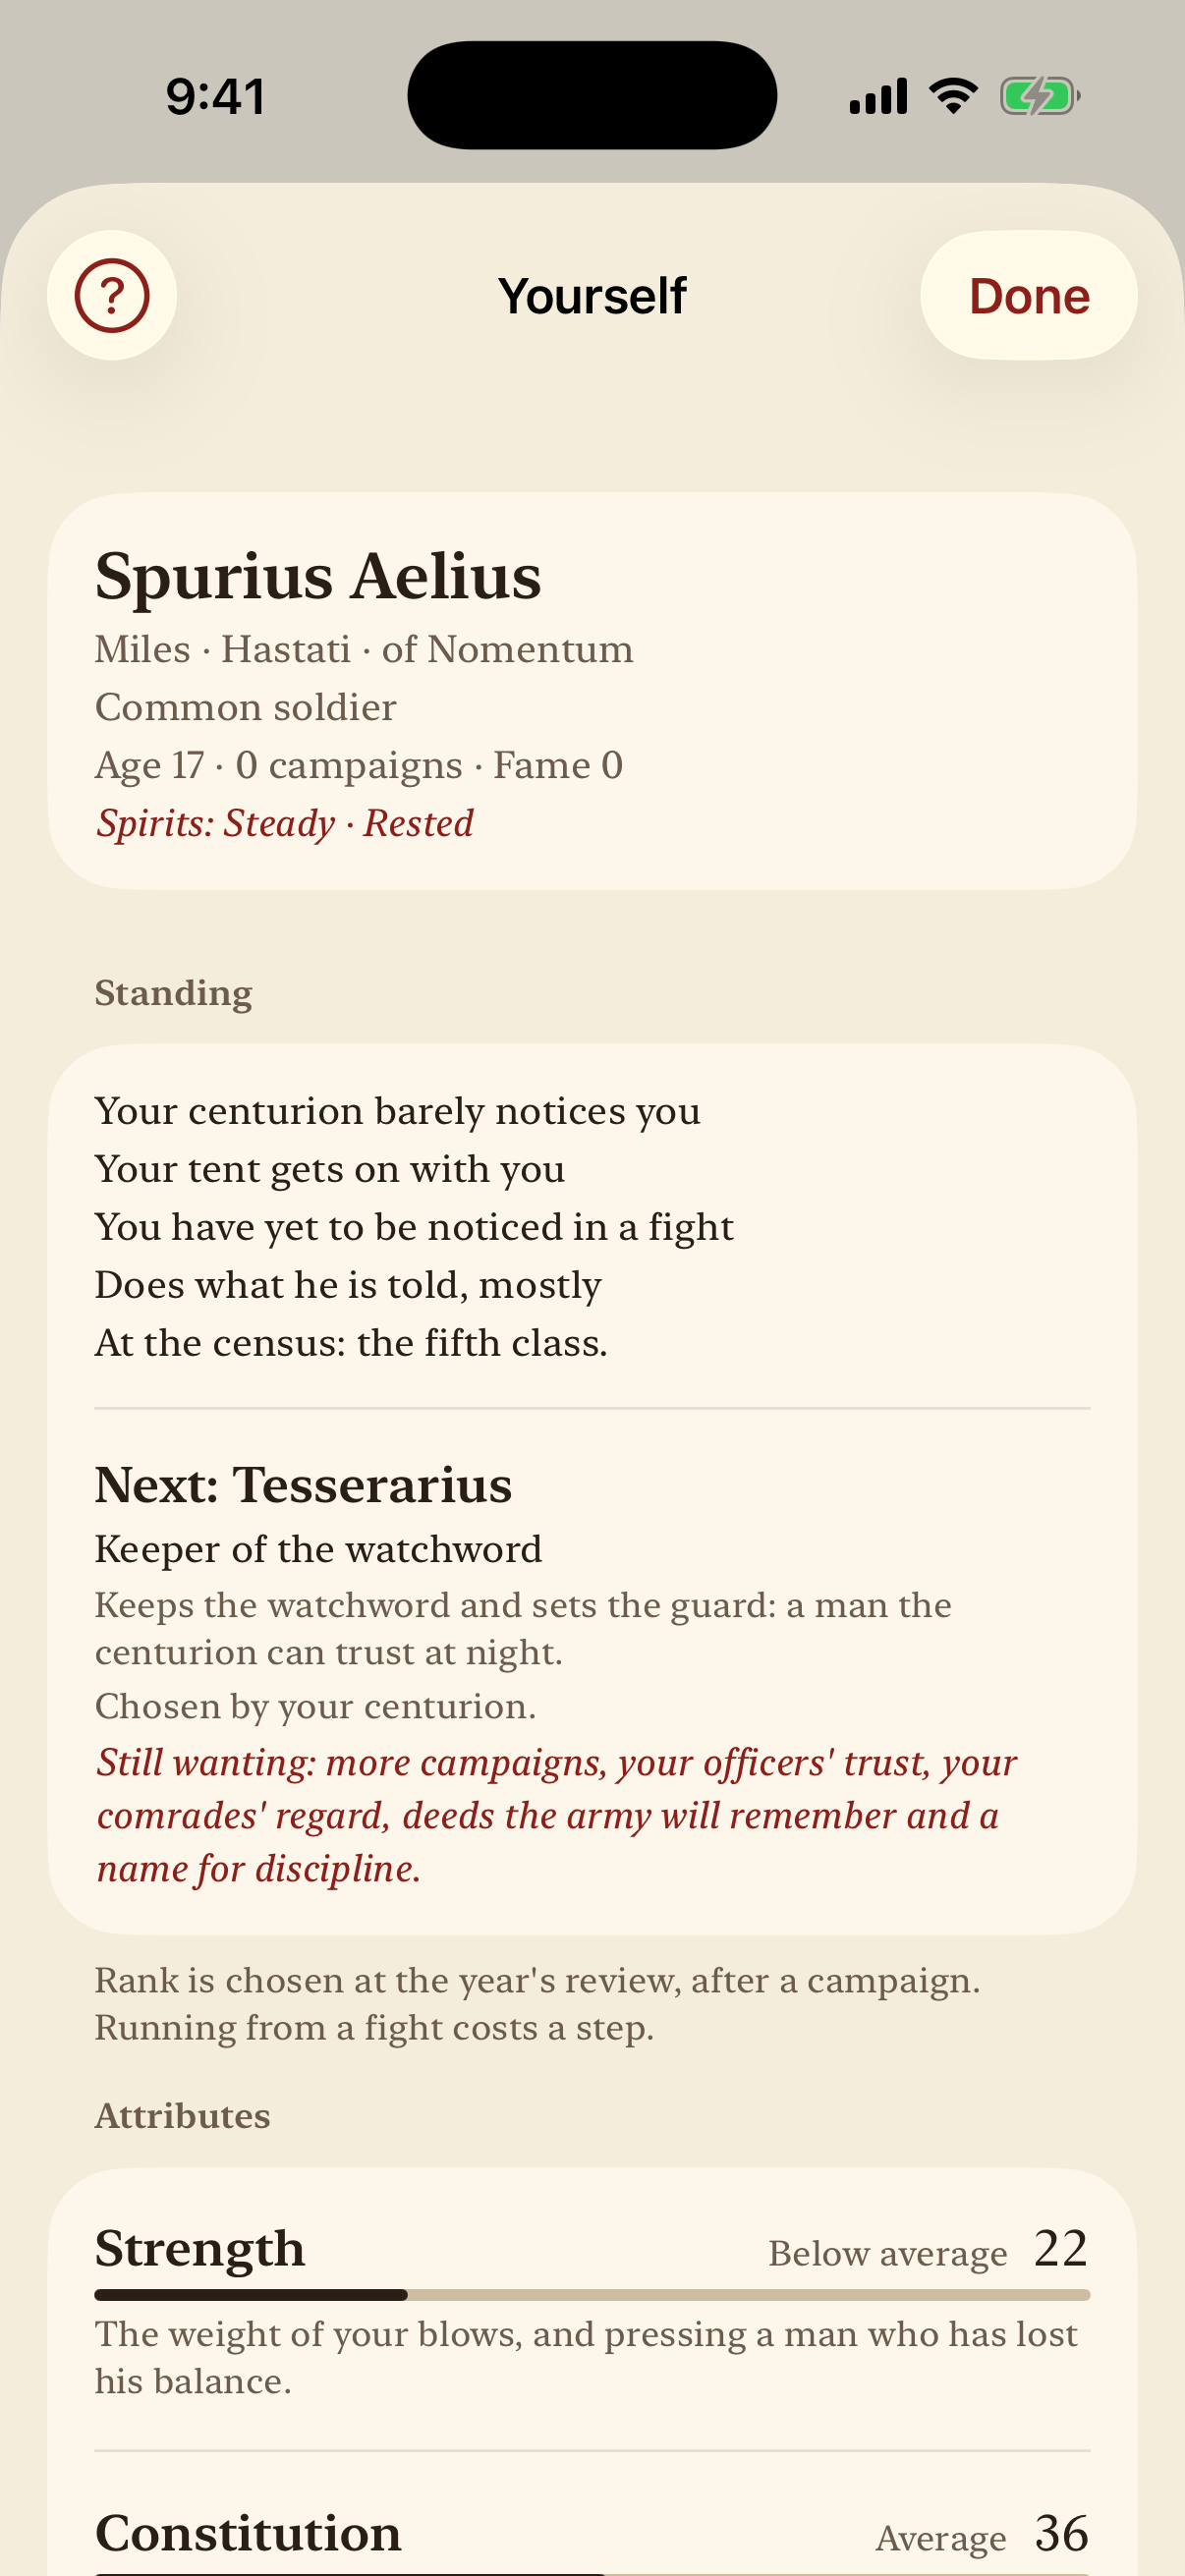 9:41
?
Yourself
Done
Spurius Aelius
Miles · Hastati · of Nomentum
Common soldier
Age 17 · 0 campaigns · Fame 0
Spirits: Steady · Rested
Standing
Your centurion barely notices you
Your tent gets on with you
You have yet to be noticed in a fight
Does what he is told, mostly
At the census: the fifth class.
Next: Tesserarius
Keeper of the watchword
Keeps the watchword and sets the guard: a man the
centurion can trust at night.
Chosen by your centurion.
Still wanting: more campaigns, your officers' trust, your
comrades' regard, deeds the army will remember and a
name for discipline.
Rank is chosen at the year's review, after a campaign.
Running from a fight costs a step.
Attributes
Strength Below average 22
The weight of your blows, and pressing a man who has lost
his balance.
Constitution Average 36